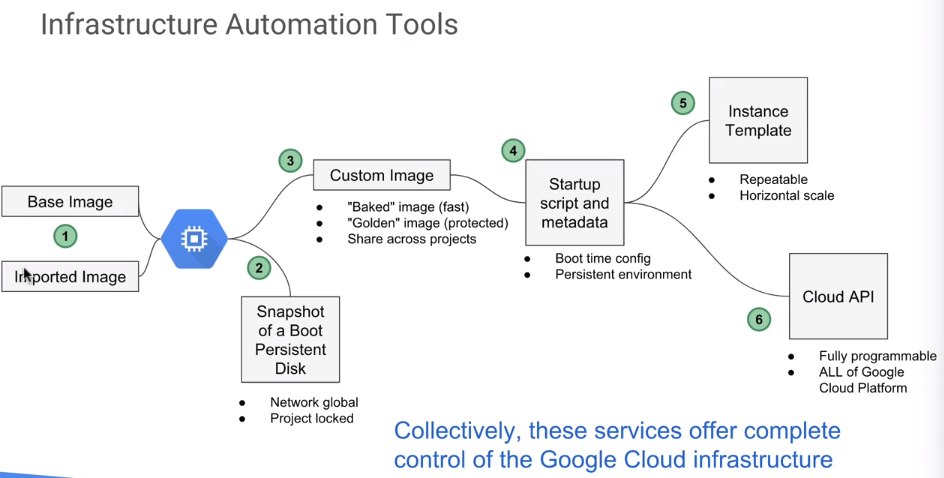 Infrastructure Automation Tools
Base Image
1
Imported Image
2
Snapshot
of a Boot
Persistent
Disk
● Network global
● Project locked
3
Custom Image
● "Baked" image (fast)
● "Golden" image (protected)
● Share across projects
4
Startup
script and
metadata
● Boot time config
● Persistent environment
5
Instance
Template
● Repeatable
● Horizontal scale
6
Cloud API
● Fully programmable
● ALL of Google
Cloud Platform
Collectively, these services offer complete
control of the Google Cloud infrastructure